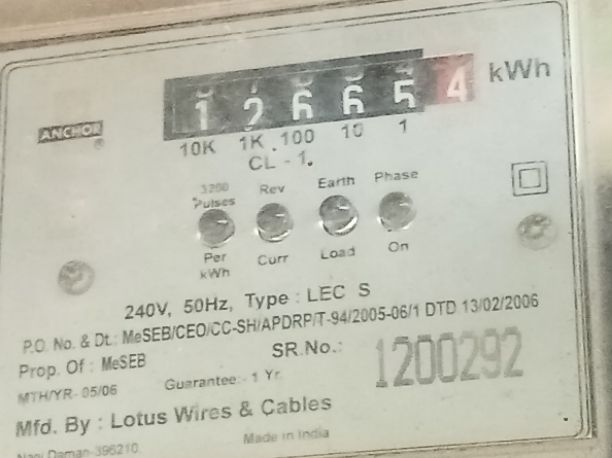 126654 kWh
ANCHOR
®
10K 1K 100 10 1
CL - 1.
3200 Rev Earth Phase
Pulses
Per Curr Load On
kWh
240V, 50Hz, Type : LEC S
P.O. No. & Dt.: MeSEB/CEO/CC-SH/APDRP/T-94/2005-06/1 DTD 13/02/2006
Prop. Of : MeSEB SR.No.: 1200292
MTH/YR- 05/06 Guarantee:- 1 Yr.
Mfd. By : Lotus Wires & Cables
Daman-396210. Made in India